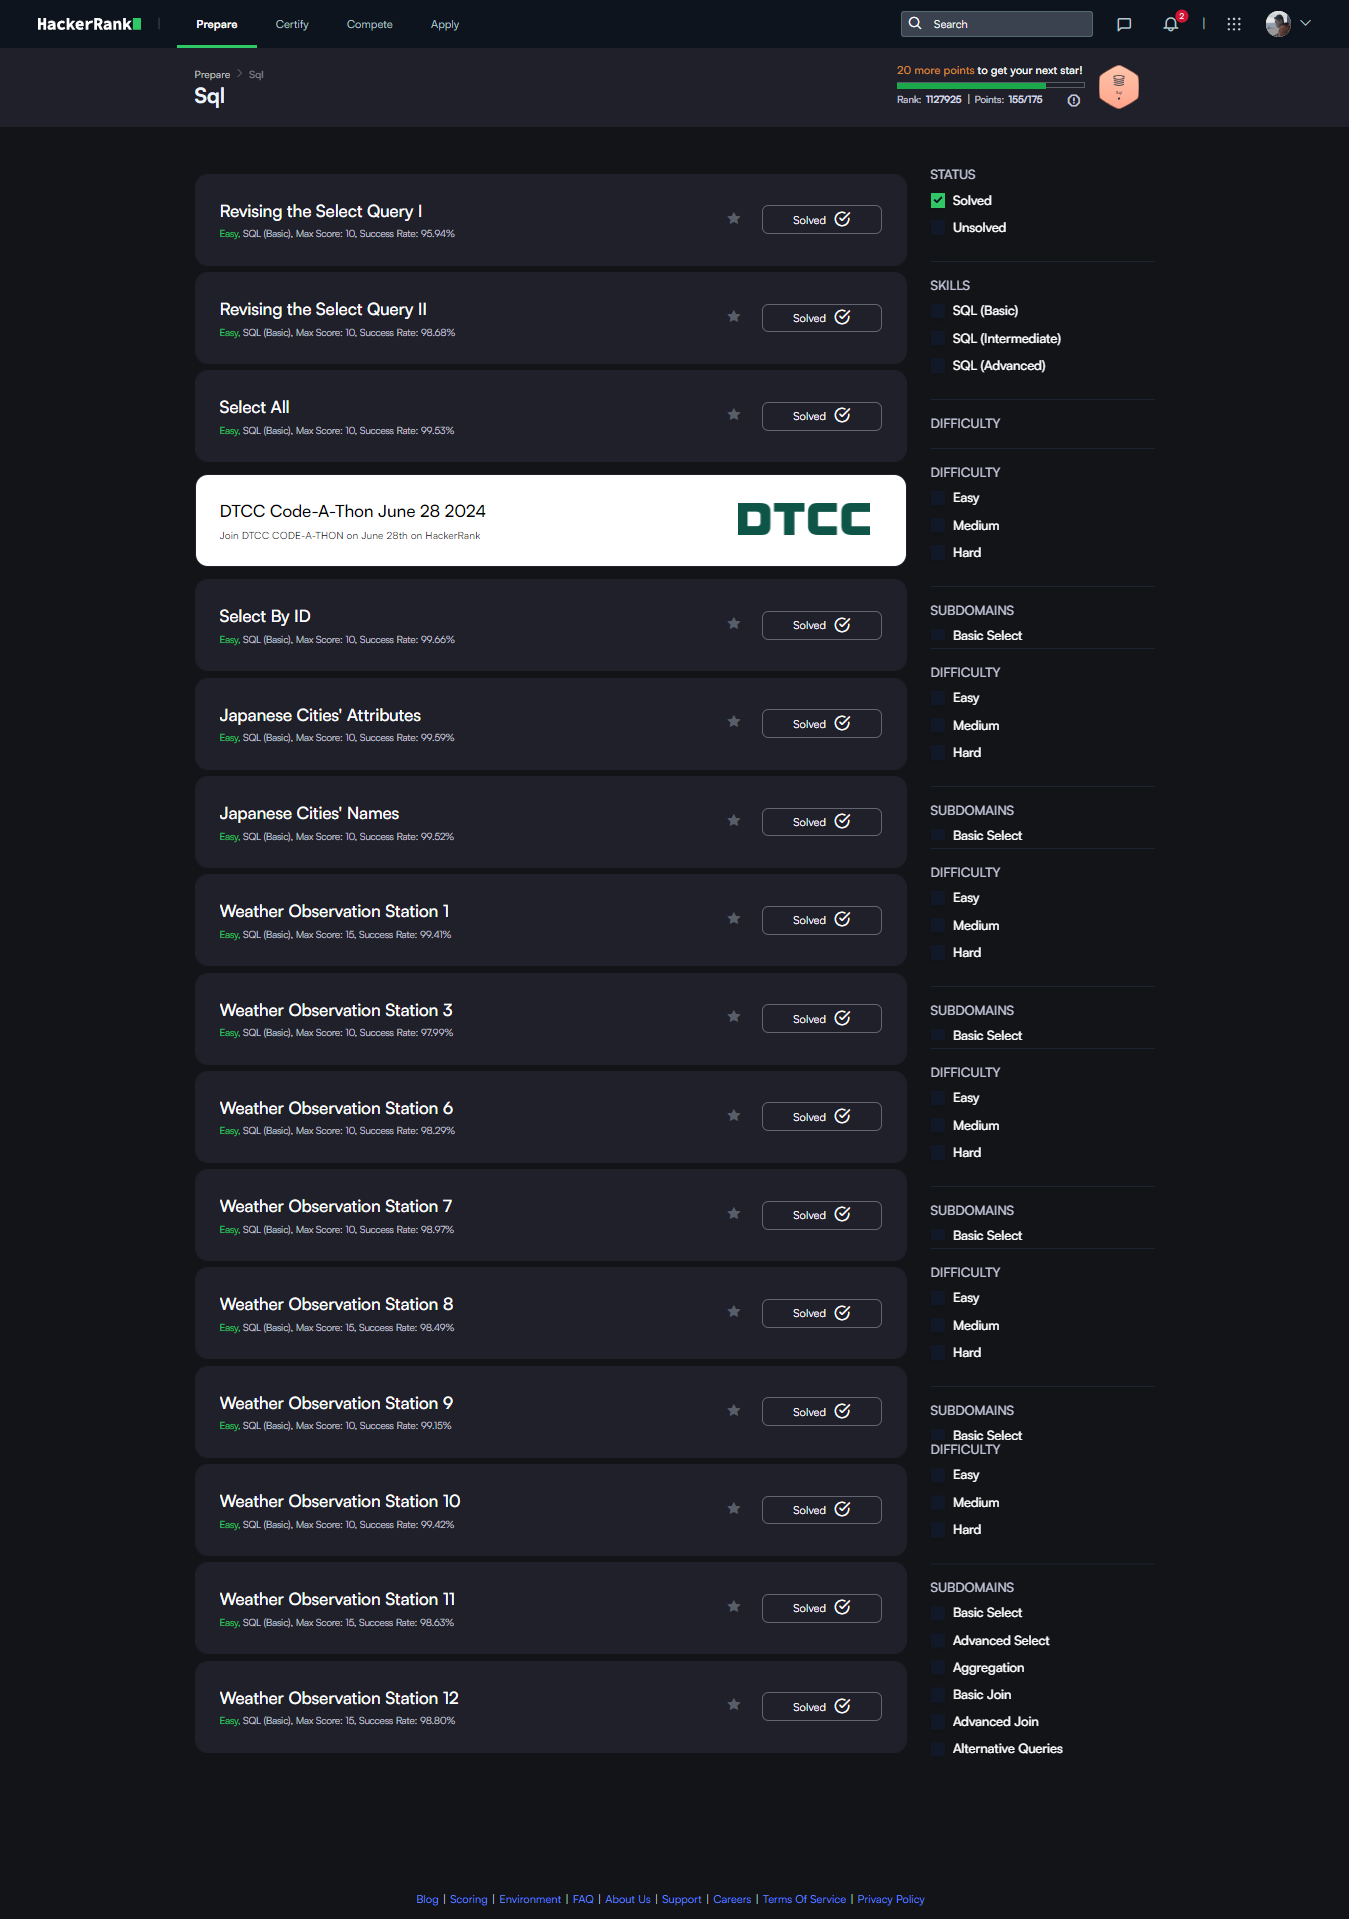 HackerRank
Prepare
Certify
Compete
Apply
Search
2
Prepare > Sql
Sql
20 more points to get your next star!
Rank: 1127925 | Points: 155/175
Sql
Revising the Select Query I
Easy, SQL (Basic), Max Score: 10, Success Rate: 95.94%
Solved
Revising the Select Query II
Easy, SQL (Basic), Max Score: 10, Success Rate: 98.68%
Solved
Select All
Easy, SQL (Basic), Max Score: 10, Success Rate: 99.53%
Solved
DTCC Code-A-Thon June 28 2024
Join DTCC CODE-A-THON on June 28th on HackerRank
DTCC
Select By ID
Easy, SQL (Basic), Max Score: 10, Success Rate: 99.66%
Solved
Japanese Cities' Attributes
Easy, SQL (Basic), Max Score: 10, Success Rate: 99.59%
Solved
Japanese Cities' Names
Easy, SQL (Basic), Max Score: 10, Success Rate: 99.52%
Solved
Weather Observation Station 1
Easy, SQL (Basic), Max Score: 15, Success Rate: 99.41%
Solved
Weather Observation Station 3
Easy, SQL (Basic), Max Score: 10, Success Rate: 97.99%
Solved
Weather Observation Station 6
Easy, SQL (Basic), Max Score: 10, Success Rate: 98.29%
Solved
Weather Observation Station 7
Easy, SQL (Basic), Max Score: 10, Success Rate: 98.97%
Solved
Weather Observation Station 8
Easy, SQL (Basic), Max Score: 15, Success Rate: 98.49%
Solved
Weather Observation Station 9
Easy, SQL (Basic), Max Score: 10, Success Rate: 99.15%
Solved
Weather Observation Station 10
Easy, SQL (Basic), Max Score: 10, Success Rate: 99.42%
Solved
Weather Observation Station 11
Easy, SQL (Basic), Max Score: 15, Success Rate: 98.63%
Solved
Weather Observation Station 12
Easy, SQL (Basic), Max Score: 15, Success Rate: 98.80%
Solved
STATUS
Solved
Unsolved
SKILLS
SQL (Basic)
SQL (Intermediate)
SQL (Advanced)
DIFFICULTY
DIFFICULTY
Easy
Medium
Hard
SUBDOMAINS
Basic Select
DIFFICULTY
Easy
Medium
Hard
SUBDOMAINS
Basic Select
DIFFICULTY
Easy
Medium
Hard
SUBDOMAINS
Basic Select
DIFFICULTY
Easy
Medium
Hard
SUBDOMAINS
Basic Select
DIFFICULTY
Easy
Medium
Hard
SUBDOMAINS
Basic Select
DIFFICULTY
Easy
Medium
Hard
SUBDOMAINS
Basic Select
Advanced Select
Aggregation
Basic Join
Advanced Join
Alternative Queries
Blog | Scoring | Environment | FAQ | About Us | Support | Careers | Terms Of Service | Privacy Policy